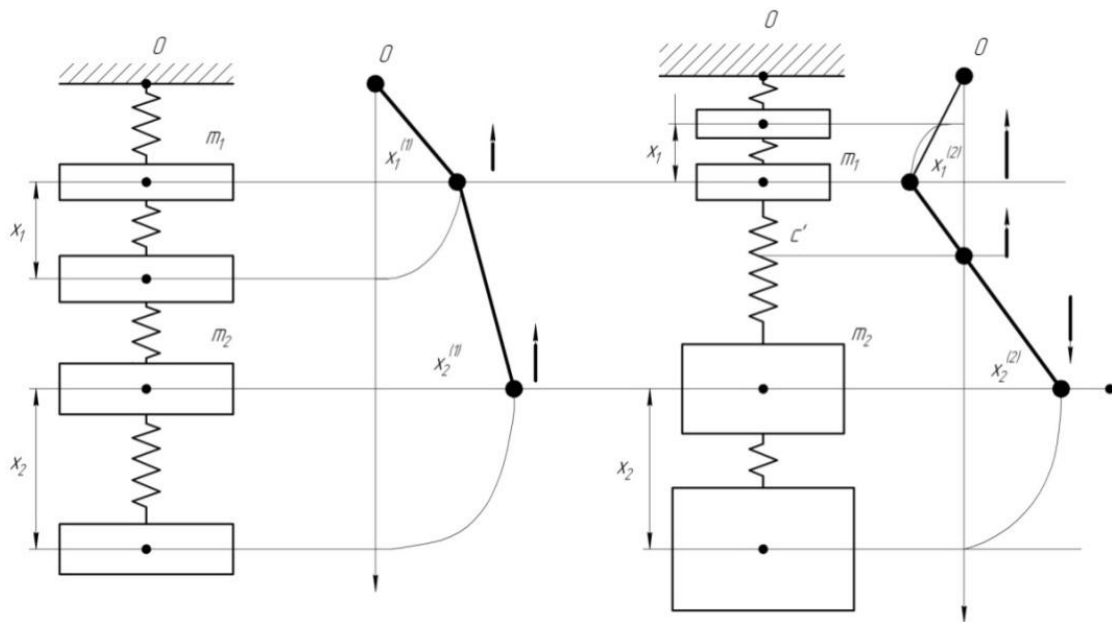 O
m₁
x₁
m₂
x₂
O
x₁⁽¹⁾
x₂⁽¹⁾
O
x₁
m₁
c'
m₂
x₂
O
x₁⁽²⁾
x₂⁽²⁾